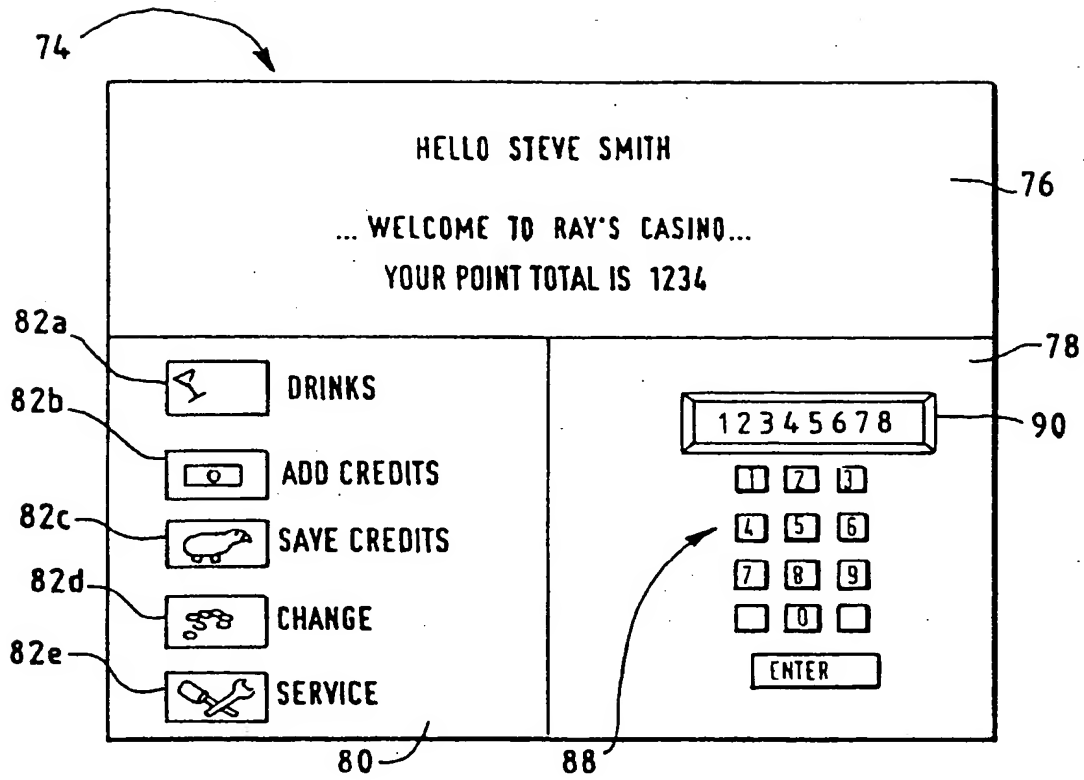 74
HELLO STEVE SMITH
76
... WELCOME TO RAY'S CASINO...
YOUR POINT TOTAL IS 1234
82a
DRINKS
78
82b
12345678
90
ADD CREDITS
1 2 3
82c
SAVE CREDITS
4 5 6
82d
CHANGE
7 8 9
0
82e
SERVICE
ENTER
80
88